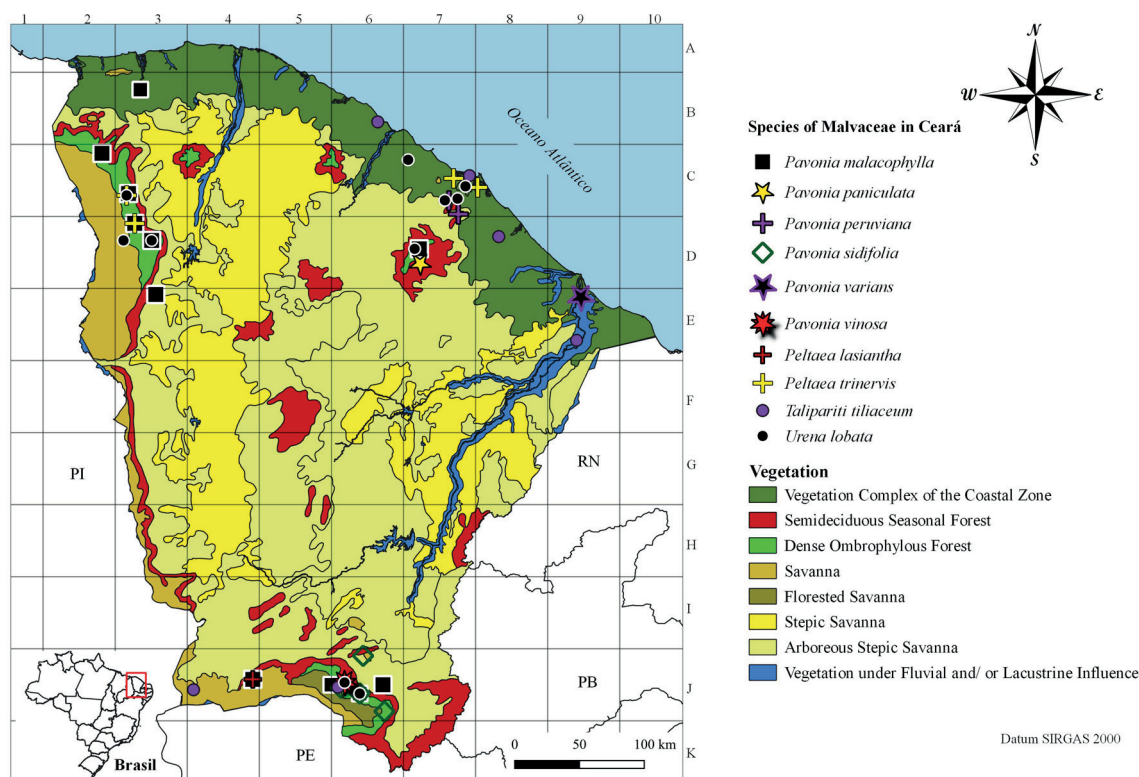 1 2 3 4 5 6 7 8 9 10
A
B
C
D
E
F
G
H
I
J
K
Oceano Atlántico
PI
RN
PB
PE
Brasil
0 50 100 km
N
W E
S
Species of Malvaceae in Ceará
Pavonia malacophylla
Pavonia paniculata
Pavonia peruviana
Pavonia sidifolia
Pavonia varians
Pavonia vinosa
Peltaea lasiantha
Peltaea trinervis
Talipariti tiliaceum
Urena lobata
Vegetation
Vegetation Complex of the Coastal Zone
Semideciduous Seasonal Forest
Dense Ombrophylous Forest
Savanna
Florested Savanna
Stepic Savanna
Arboreous Stepic Savanna
Vegetation under Fluvial and/ or Lacustrine Influence
Datum SIRGAS 2000